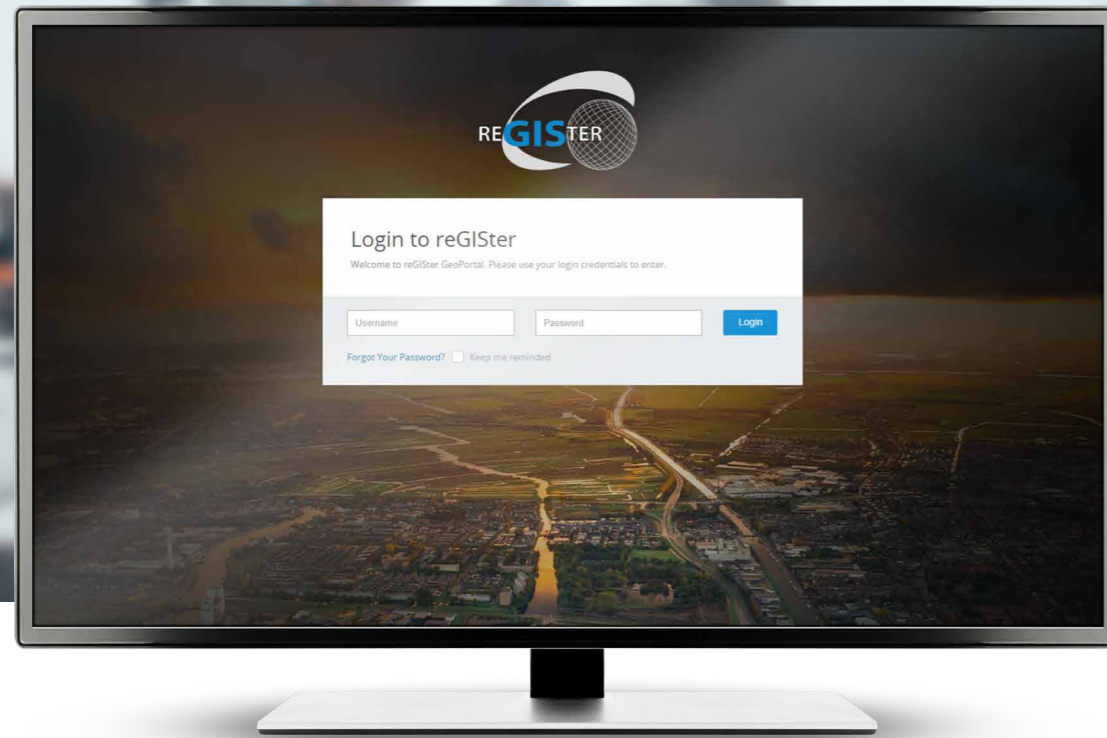 REGISTER
Login to reGISter
Welcome to reGISter GeoPortal. Please use your login credentials to enter.
Username
Password
Login
Forgot Your Password?
Keep me reminded